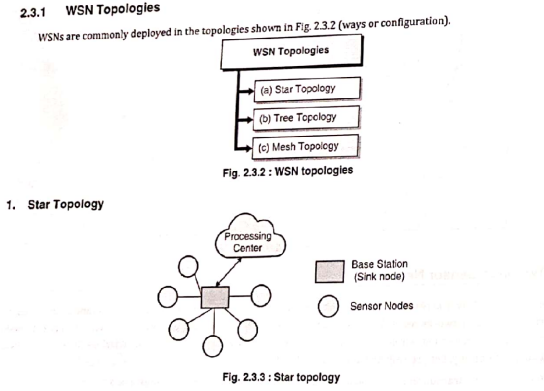 2.3.1 WSN Topologies
WSNs are commonly deployed in the topologies shown in Fig. 2.3.2 (ways or configuration).
WSN Topologies
(a) Star Topology
(b) Tree Topology
(c) Mesh Topology
Fig. 2.3.2 : WSN topologies
1. Star Topology
Processing
Center
Base Station
(Sink node)
Sensor Nodes
Fig. 2.3.3 : Star topology